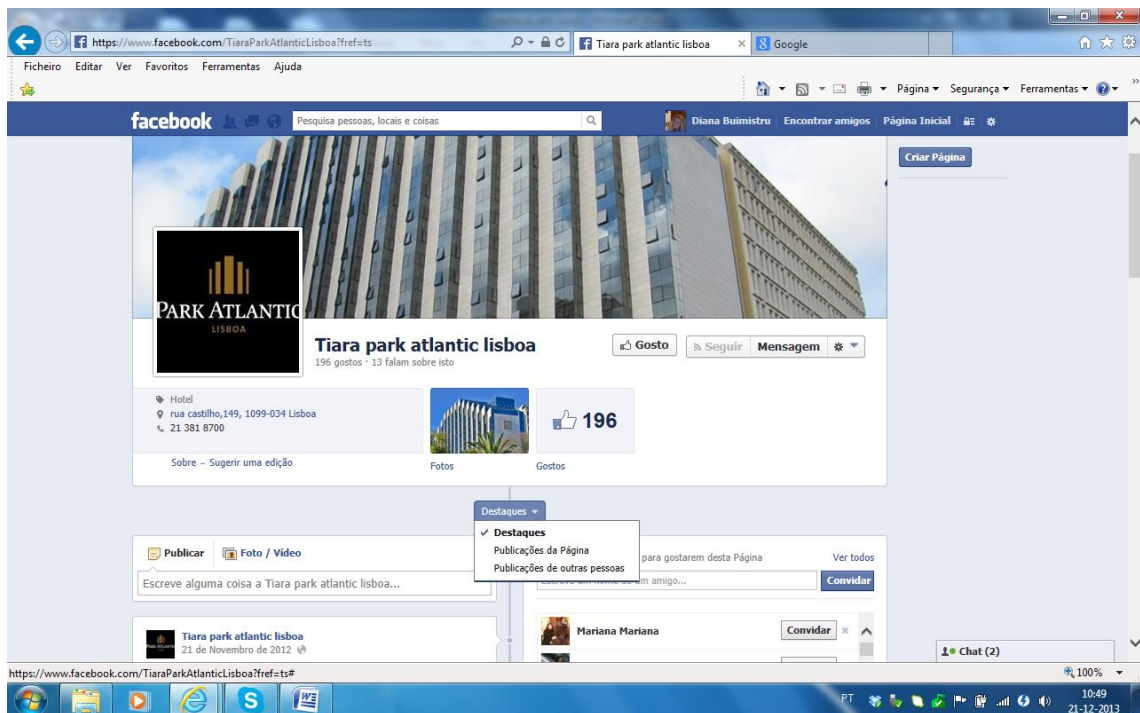 https://www.facebook.com/TiaraParkAtlanticLisboa?fref=ts
Tiara park atlantic lisboa
Google
Ficheiro Editar Ver Favoritos Ferramentas Ajuda
Página Segurança Ferramentas
facebook
Pesquisa pessoas, locais e coisas
Diana Buimistru Encontrar amigos Página Inicial
Criar Página
PARK ATLANTIC
LISBOA
Tiara park atlantic lisboa
196 gostos · 13 falam sobre isto
Gosto
Seguir
Mensagem
Hotel
rua castilho,149, 1099-034 Lisboa
21 381 8700
Sobre – Sugerir uma edição
Fotos
196
Gostos
Destaques
✓ Destaques
Publicações da Página
Publicações de outras pessoas
Publicar Foto / Vídeo
Escreve alguma coisa a Tiara park atlantic lisboa...
para gostarem desta Página Ver todos
um amigo...
Convidar
Tiara park atlantic lisboa
21 de Novembro de 2012
Mariana Mariana Convidar ×
Chat (2)
https://www.facebook.com/TiaraParkAtlanticLisboa?fref=ts#
100%
PT
10:49
21-12-2013